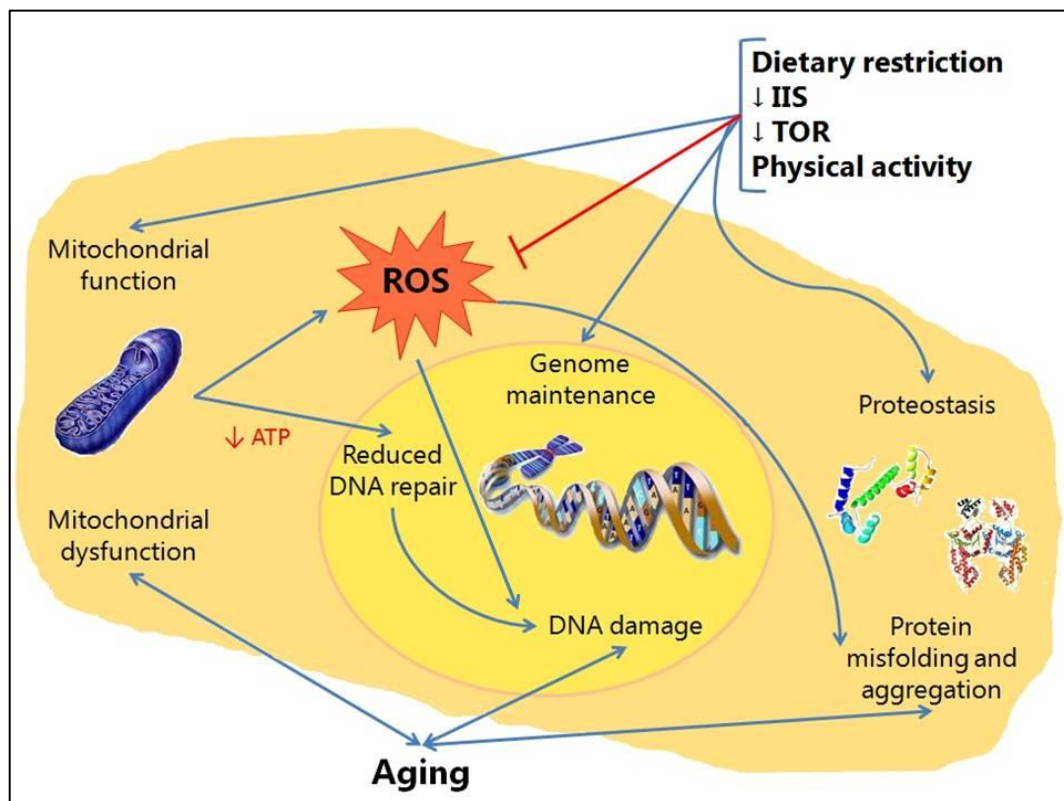 Dietary restriction
↓ IIS
↓ TOR
Physical activity
Mitochondrial
function
ROS
Genome
maintenance
Proteostasis
↓ ATP
Reduced
DNA repair
Mitochondrial
dysfunction
DNA damage
Protein
misfolding and
aggregation
Aging